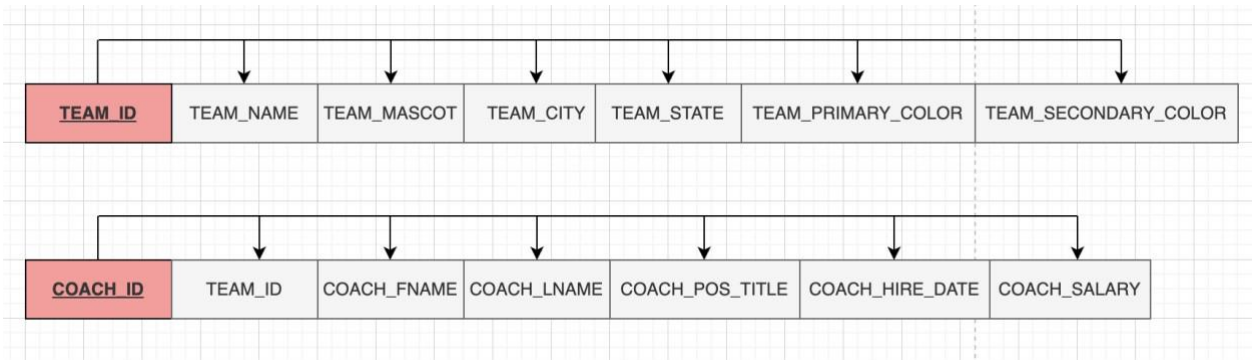 TEAM_ID TEAM_NAME TEAM_MASCOT TEAM_CITY TEAM_STATE TEAM_PRIMARY_COLOR TEAM_SECONDARY_COLOR
COACH_ID TEAM_ID COACH_FNAME COACH_LNAME COACH_POS_TITLE COACH_HIRE_DATE COACH_SALARY